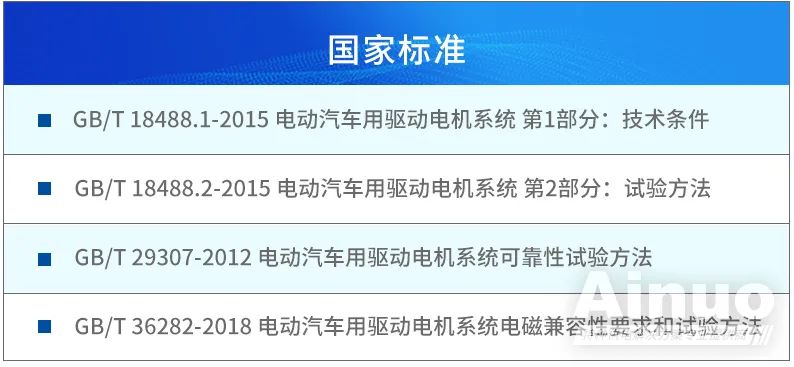 国家标准
GB/T 18488.1-2015 电动汽车用驱动电机系统 第1部分：技术条件
GB/T 18488.2-2015 电动汽车用驱动电机系统 第2部分：试验方法
GB/T 29307-2012 电动汽车用驱动电机系统可靠性试验方法
GB/T 36282-2018 电动汽车用驱动电机系统电磁兼容性要求和试验方法
Ainuo